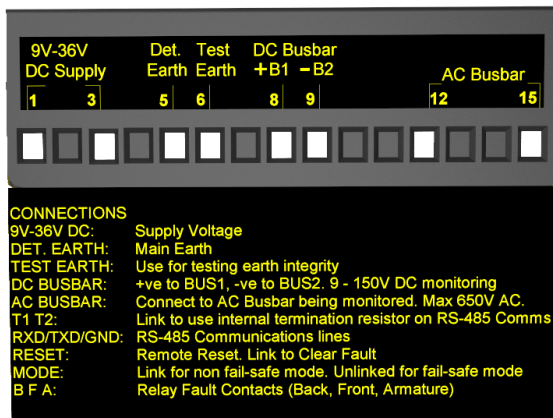 9V-36V Det. Test DC Busbar
DC Supply Earth Earth +B1 -B2 AC Busbar
1 3 5 6 8 9 12 15
CONNECTIONS
9V-36V DC: Supply Voltage
DET. EARTH: Main Earth
TEST EARTH: Use for testing earth integrity
DC BUSBAR: +ve to BUS1, -ve to BUS2. 9 - 150V DC monitoring
AC BUSBAR: Connect to AC Busbar being monitored. Max 650V AC.
T1 T2: Link to use internal termination resistor on RS-485 Comms
RXD/TXD/GND: RS-485 Communications lines
RESET: Remote Reset. Link to Clear Fault
MODE: Link for non fail-safe mode. Unlinked for fail-safe mode
B F A: Relay Fault Contacts (Back, Front, Armature)